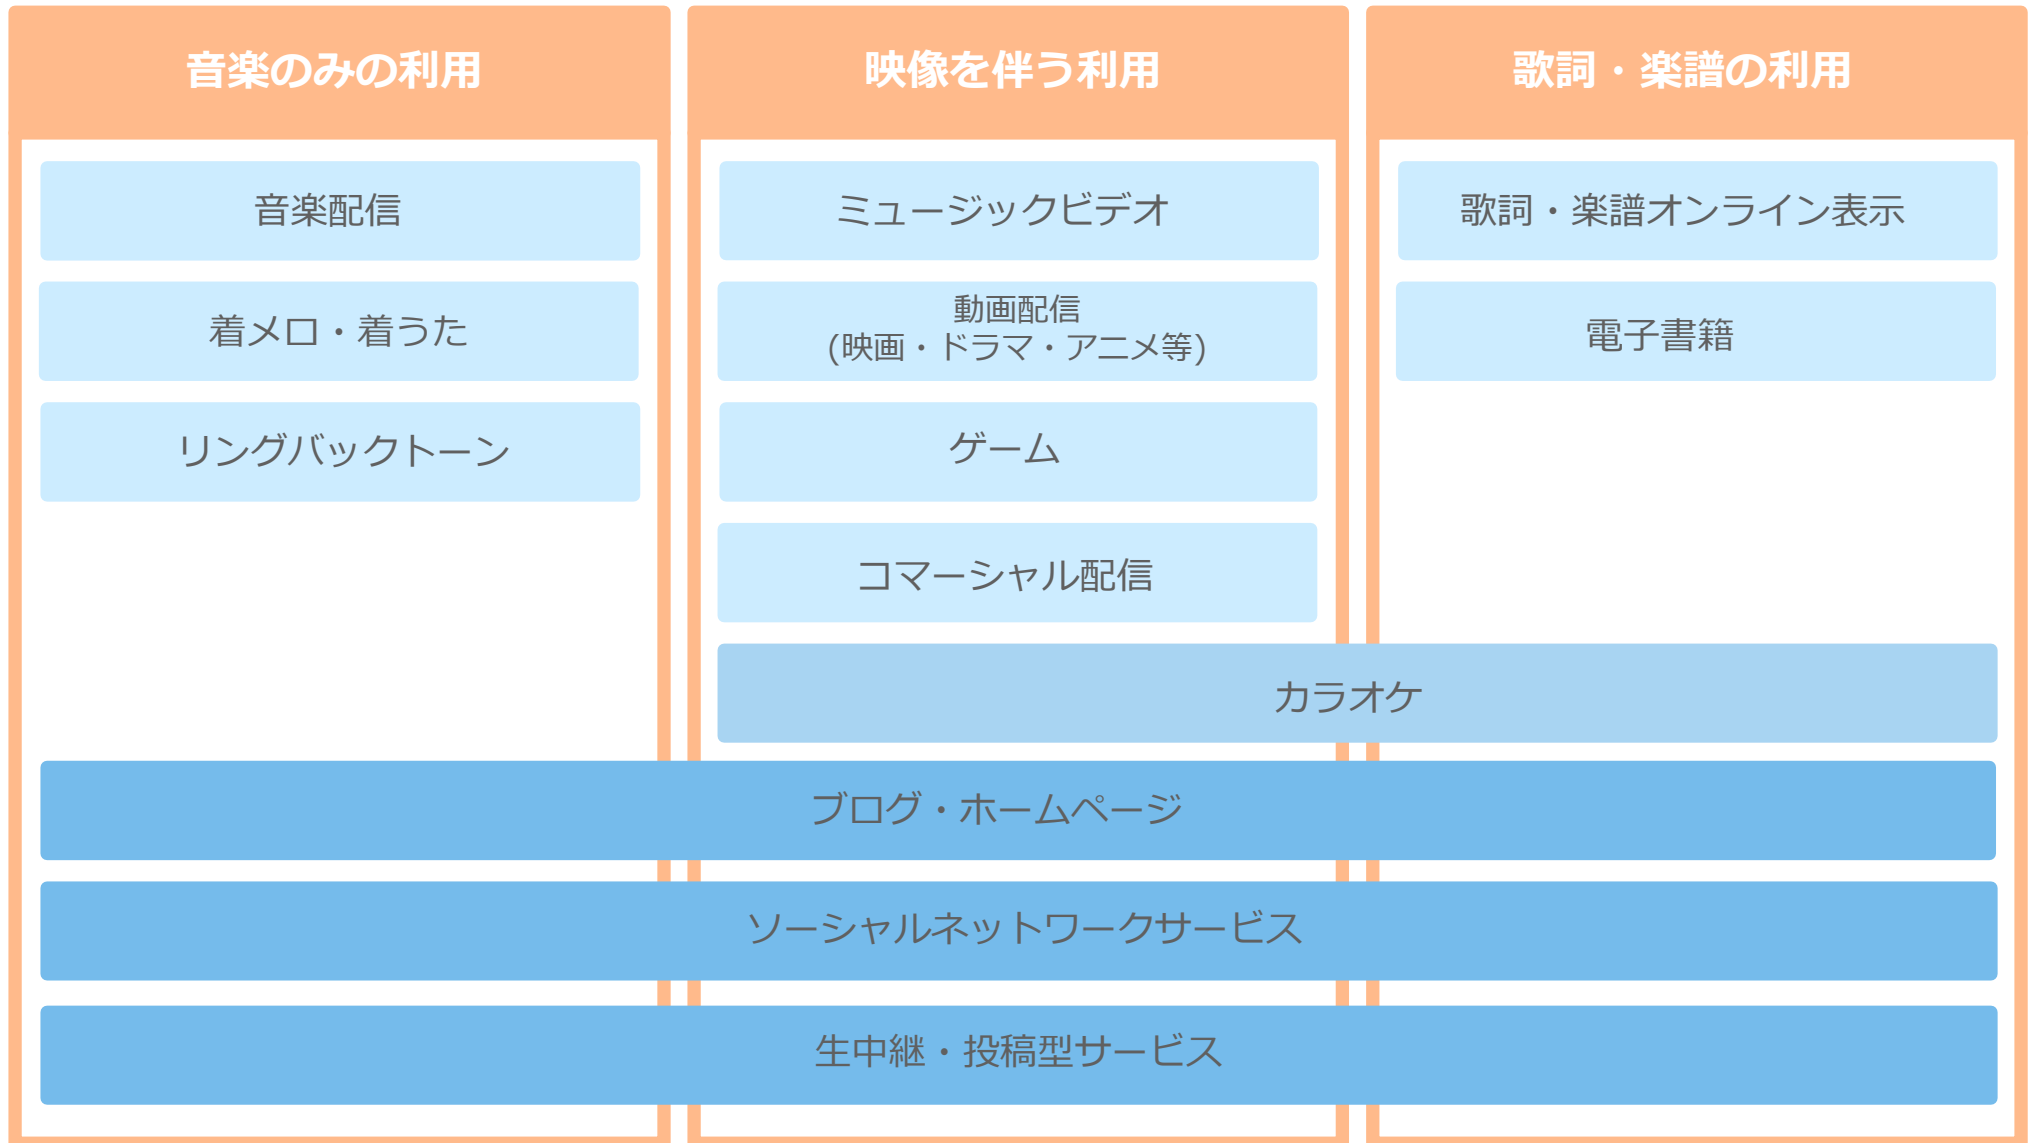 音楽のみの利用
映像を伴う利用
歌詞・楽譜の利用
音楽配信
ミュージックビデオ
歌詞・楽譜オンライン表示
着メロ・着うた
動画配信
(映画・ドラマ・アニメ等)
電子書籍
リングバックトーン
ゲーム
コマーシャル配信
カラオケ
ブログ・ホームページ
ソーシャルネットワークサービス
生中継・投稿型サービス